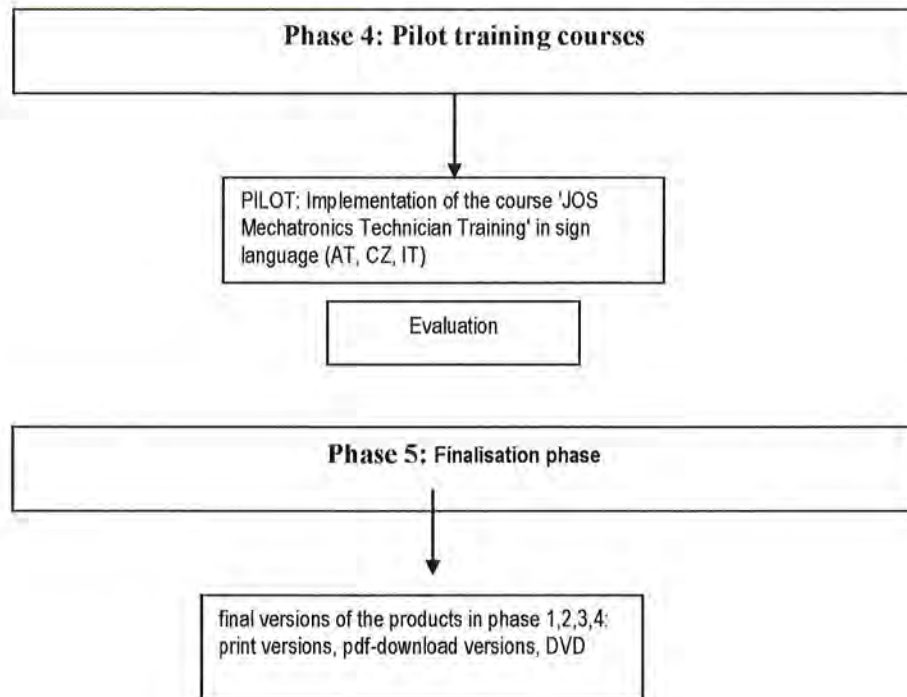 Phase 4: Pilot training courses
PILOT: Implementation of the course 'JOS
Mechatronics Technician Training' in sign
language (AT, CZ, IT)
Evaluation
Phase 5: Finalisation phase
final versions of the products in phase 1,2,3,4:
print versions, pdf-download versions, DVD